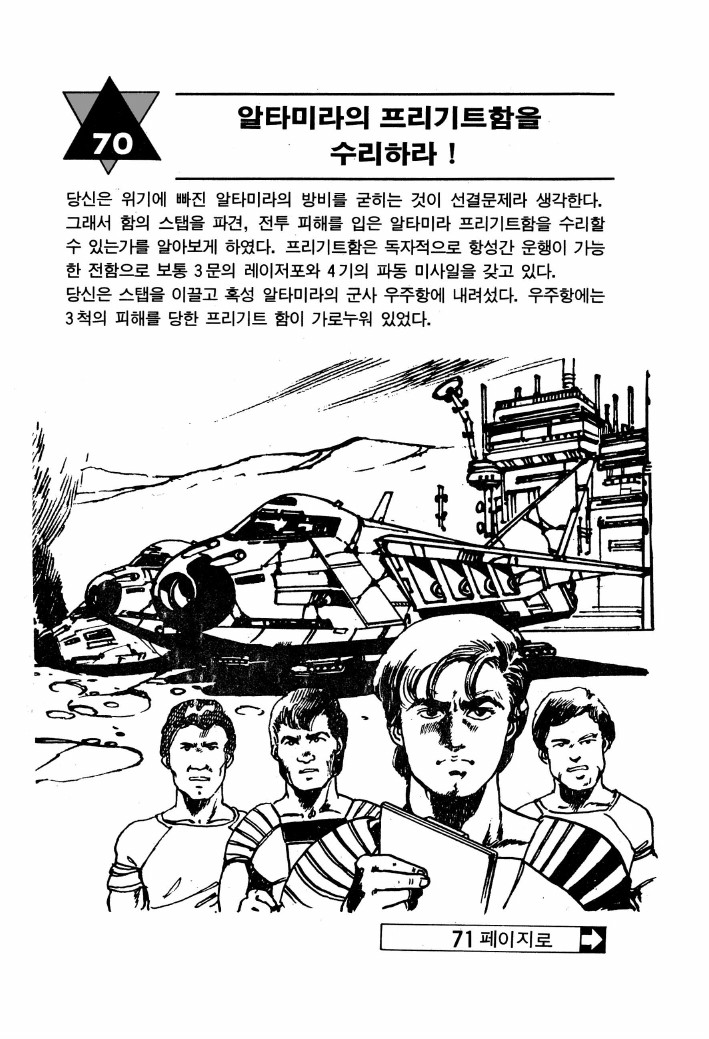 70
알타미라의 프리기트함을
수리하라 !
당신은 위기에 빠진 알타미라의 방비를 굳히는 것이 선결문제라 생각한다.
그래서 함의 스탭을 파견, 전투 피해를 입은 알타미라 프리기트함을 수리할
수 있는가를 알아보게 하였다. 프리기트함은 독자적으로 항성간 운행이 가능
한 전함으로 보통 3문의 레이저포와 4기의 파동 미사일을 갖고 있다.
당신은 스탭을 이끌고 혹성 알타미라의 군사 우주항에 내려섰다. 우주항에는
3척의 피해를 당한 프리기트 함이 가로누워 있었다.
71 페이지로